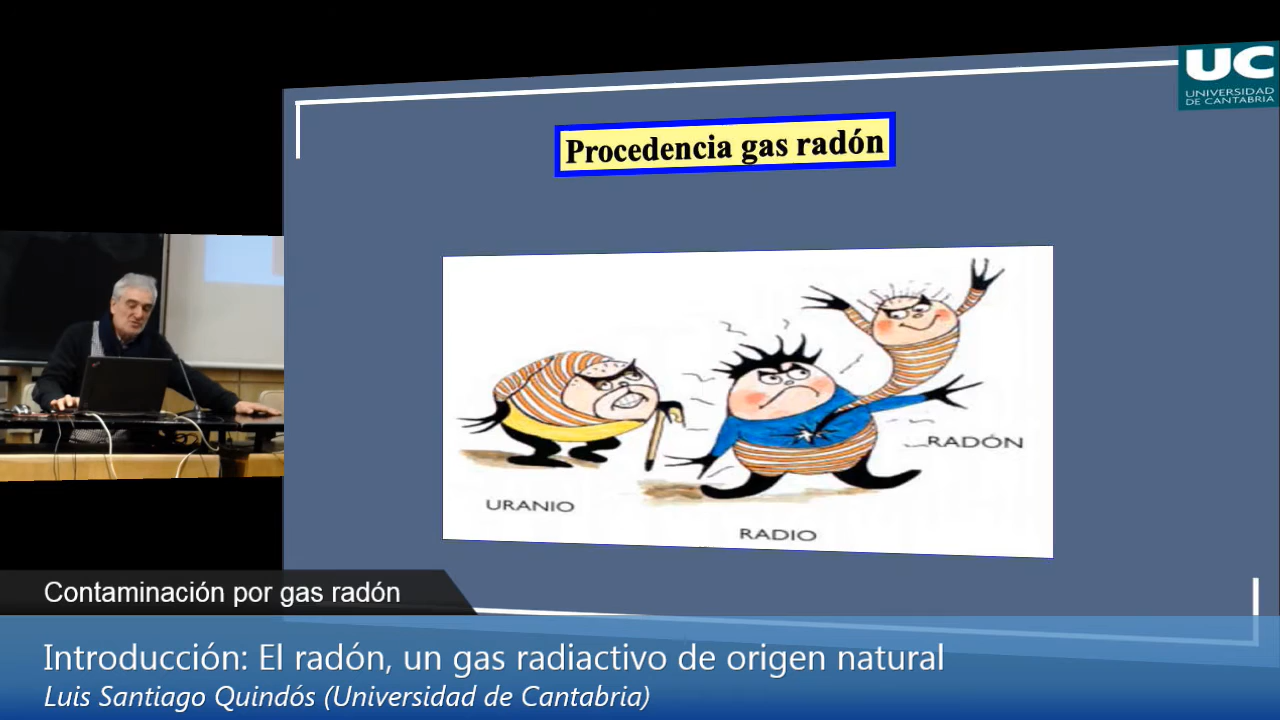 UC
UNIVERSIDAD
DE CANTABRIA
Procedencia gas radón
RADÓN
URANIO
RADIO
Contaminación por gas radón
Introducción: El radón, un gas radiactivo de origen natural
Luis Santiago Quindós (Universidad de Cantabria)